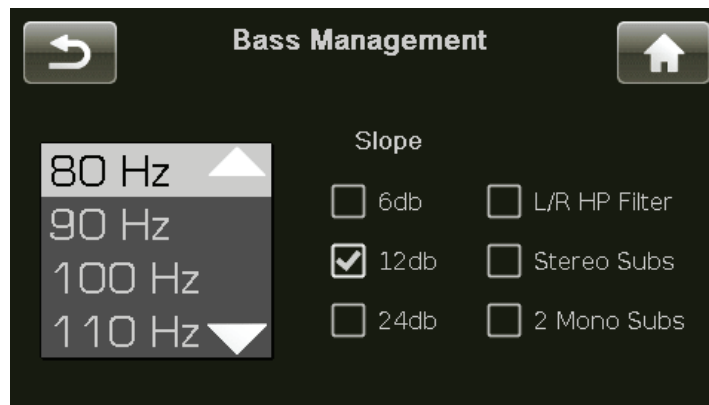 Bass Management
Slope
80 Hz
90 Hz
100 Hz
110 Hz
6db
L/R HP Filter
12db
Stereo Subs
24db
2 Mono Subs